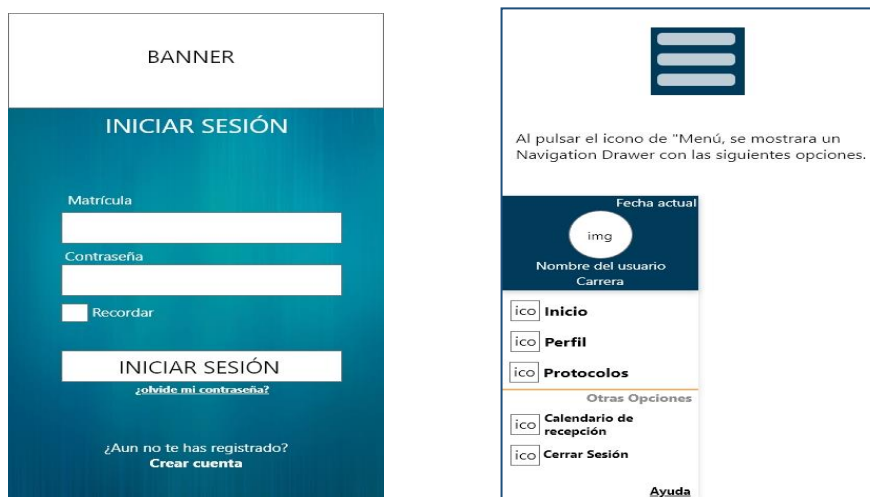 BANNER
INICIAR SESIÓN
Matrícula
Contraseña
Recordar
INICIAR SESIÓN
¿olvide mi contraseña?
¿Aun no te has registrado?
Crear cuenta
Al pulsar el icono de "Menú, se mostrara un
Navigation Drawer con las siguientes opciones.
Fecha actual
img
Nombre del usuario
Carrera
ico Inicio
ico Perfil
ico Protocolos
Otras Opciones
ico Calendario de
recepción
ico Cerrar Sesión
Ayuda